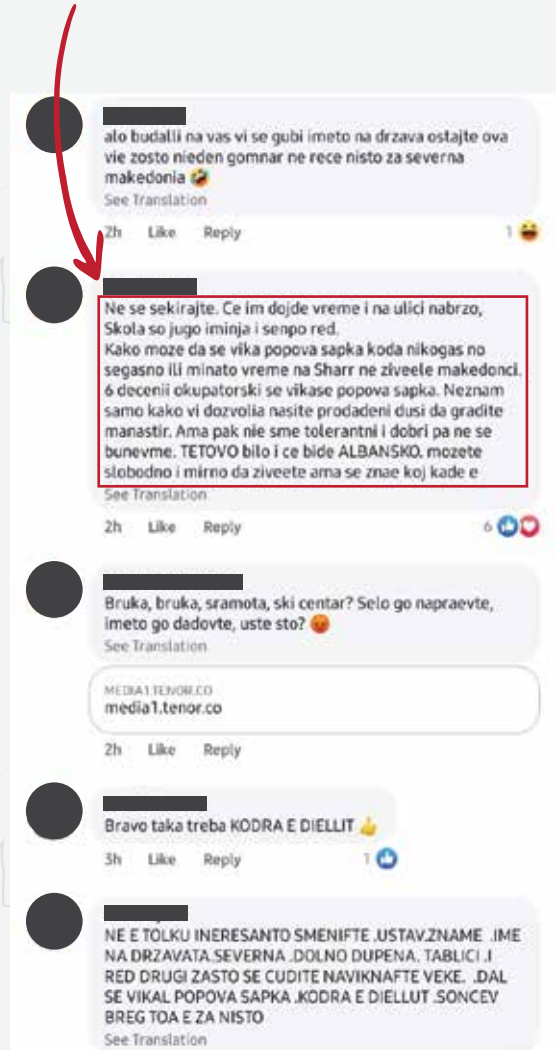 alo budalli na vas vi se gubi imeto na drzava ostajte ova
vie zosto nieden gomnar ne rece nisto za severna
makedonia 🤣
See Translation
2h Like Reply 1
Ne se sekirajte. Ce im dojde vreme i na ulici nabrzo,
Skola so jugo iminja i senpo red.
Kako moze da se vika popova sapka koda nikogas no
segasno ili minato vreme na Sharr ne ziveele makedonci.
6 decenii okupatorski se vikase popova sapka. Neznam
samo kako vi dozvolia nasite prodadeni dusi da gradite
manastir. Ama pak nie sme tolerantni i dobri pa ne se
bunevme. TETOVO bilo i ce bide ALBANSKO, mozete
slobodno i mirno da ziveete ama se znae koj kade e
See Translation
2h Like Reply 6
Bruka, bruka, sramota, ski centar? Selo go napraevte,
imeto go dadovte, uste sto? 😡
See Translation
MEDIA1.TENOR.CO
media1.tenor.co
2h Like Reply
Bravo taka treba KODRA E DIELLIT 👍
3h Like Reply 1
NE E TOLKU INERESANTO SMENIFTE .USTAV.ZNAME .IME
NA DRZAVATA.SEVERNA .DOLNO DUPENA. TABLICI .I
RED DRUGI ZASTO SE CUDITE NAVIKNAFTE VEKE. .DAL
SE VIKAL POPOVA SAPKA .KODRA E DIELLUT .SONCEV
BREG TOA E ZA NISTO
See Translation